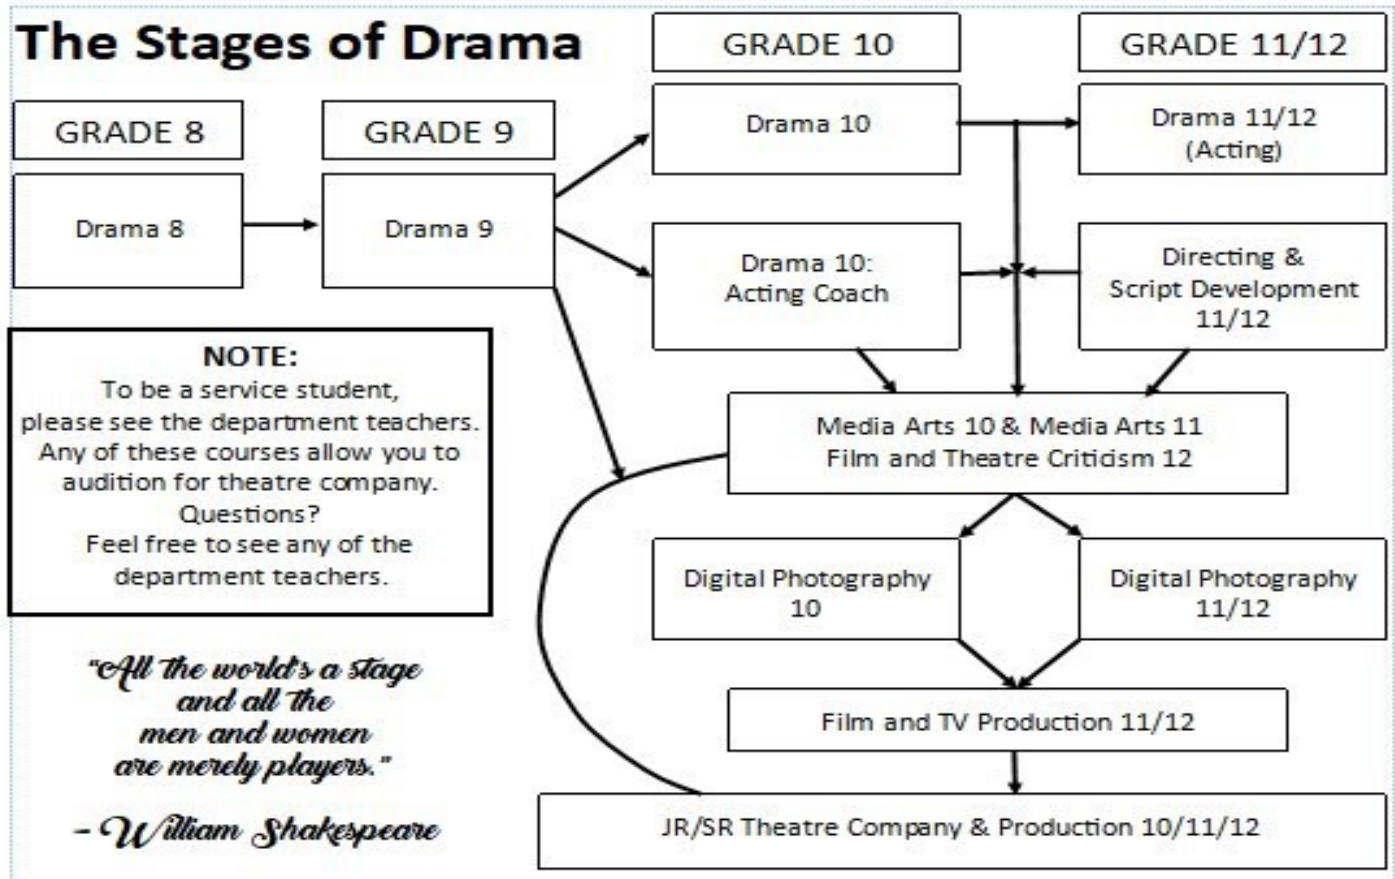 The Stages of Drama
GRADE 8
GRADE 9
GRADE 10
GRADE 11/12
Drama 8
Drama 9
Drama 10
Drama 11/12
(Acting)
Drama 10:
Acting Coach
Directing &
Script Development
11/12
NOTE:
To be a service student,
please see the department teachers.
Any of these courses allow you to
audition for theatre company.
Questions?
Feel free to see any of the
department teachers.
Media Arts 10 & Media Arts 11
Film and Theatre Criticism 12
Digital Photography
10
Digital Photography
11/12
Film and TV Production 11/12
JR/SR Theatre Company & Production 10/11/12
"All the world's a stage
and all the
men and women
are merely players."
- William Shakespeare